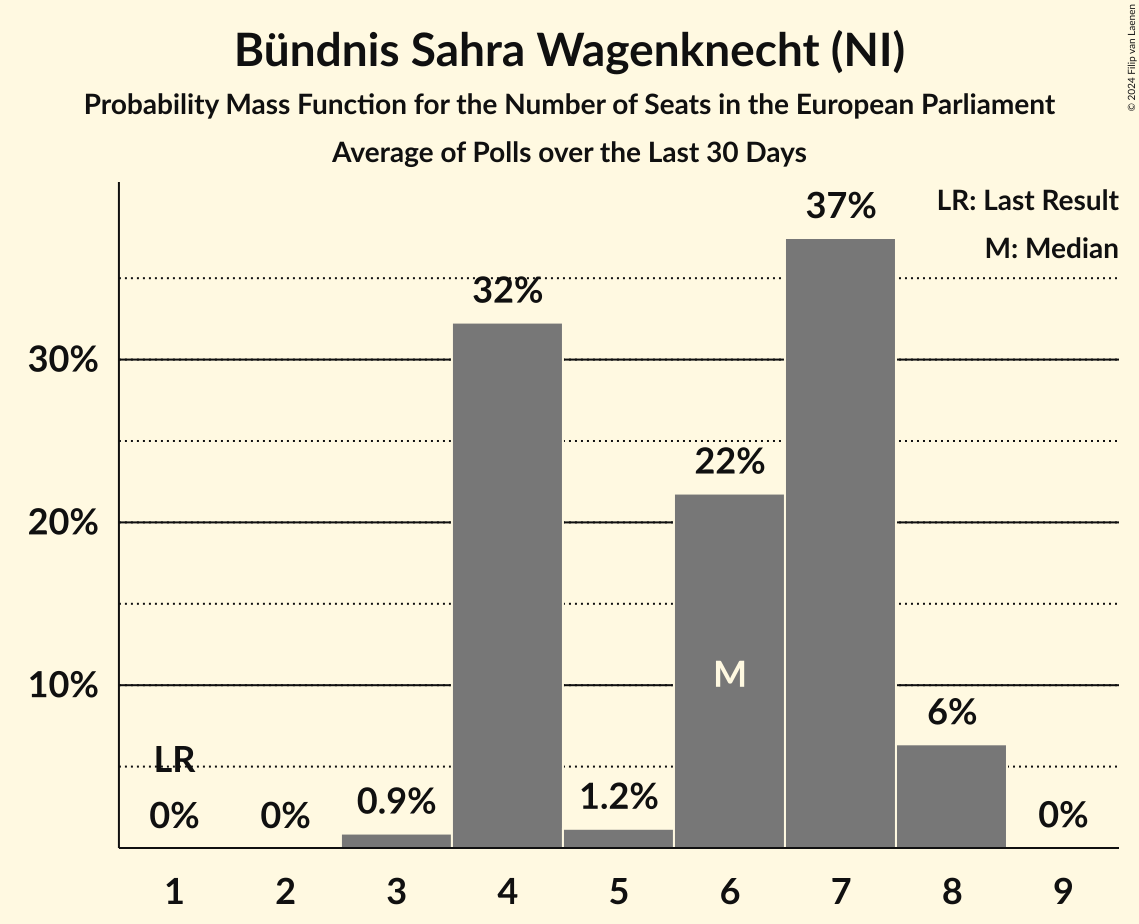 Bündnis Sahra Wagenknecht (NI)
Probability Mass Function for the Number of Seats in the European Parliament
Average of Polls over the Last 30 Days
© 2024 Filip van Laenen
LR: Last Result
M: Median
37%
32%
30%
22%
20%
M
10%
6%
LR
0%
0%
0.9%
1.2%
0%
1 2 3 4 5 6 7 8 9